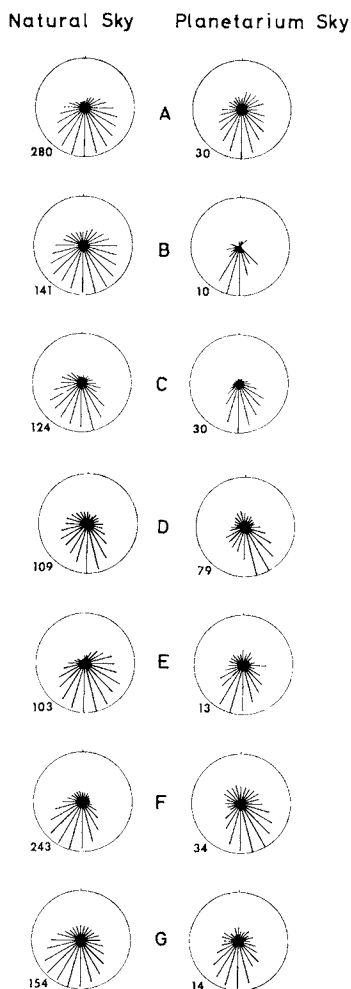 Natural Sky Planetarium Sky
A
280 30
B
141 10
C
124 30
D
109 79
E
103 13
F
243 34
G
154 14